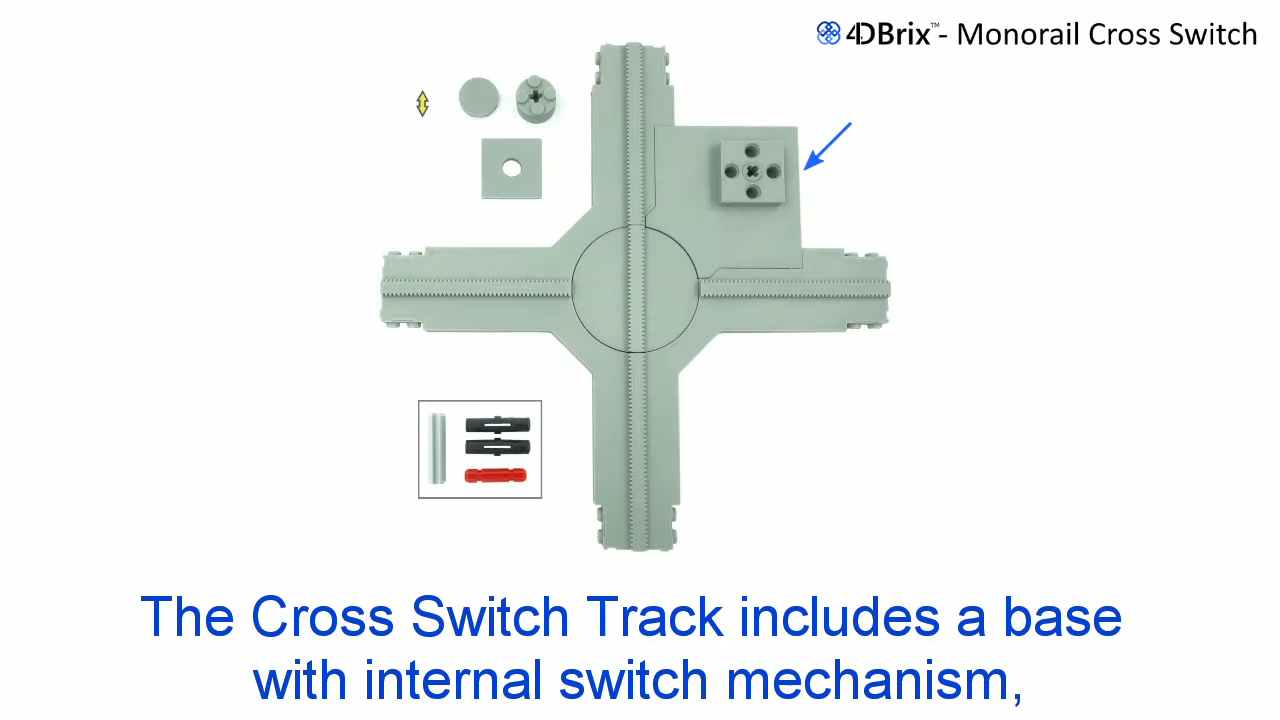 4DBrix™- Monorail Cross Switch
The Cross Switch Track includes a base
with internal switch mechanism,